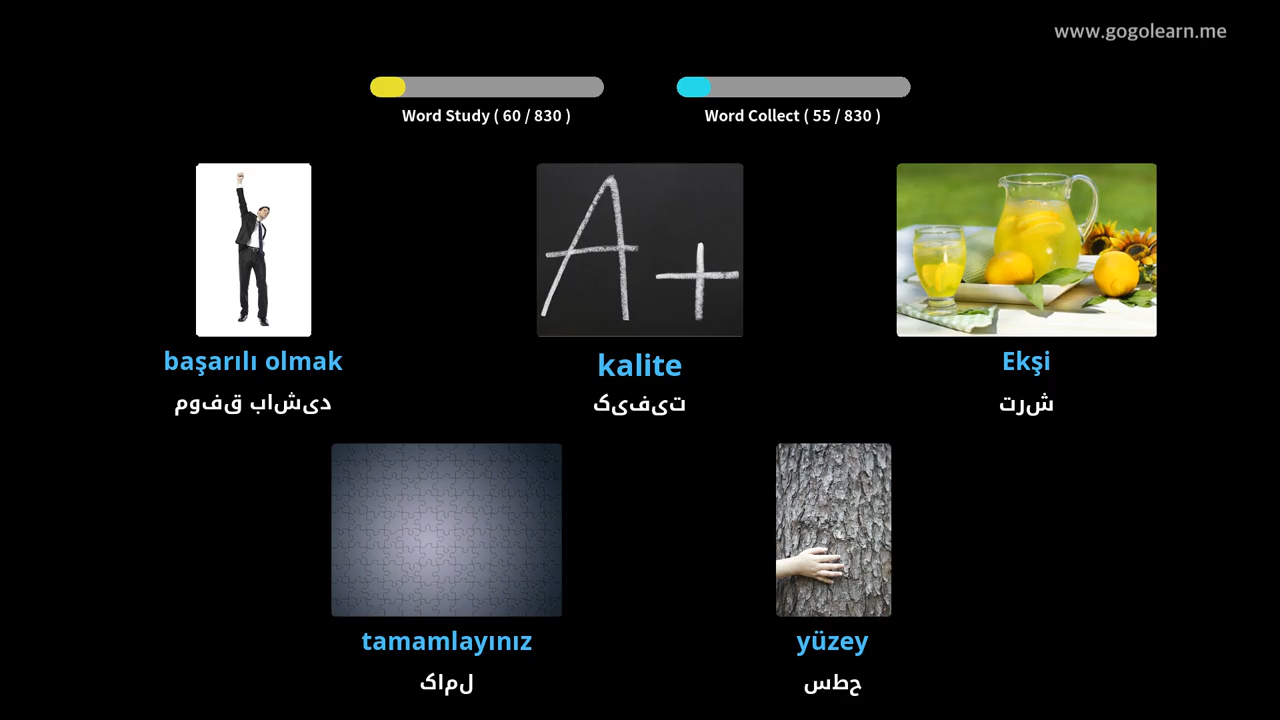 www.gogolearn.me
Word Study ( 60 / 830 )
Word Collect ( 55 / 830 )
başarılı olmak
دیشاب قفوم
kalite
تیفیک
Ekşi
شرت
tamamlayınız
لماک
yüzey
حطس
A+